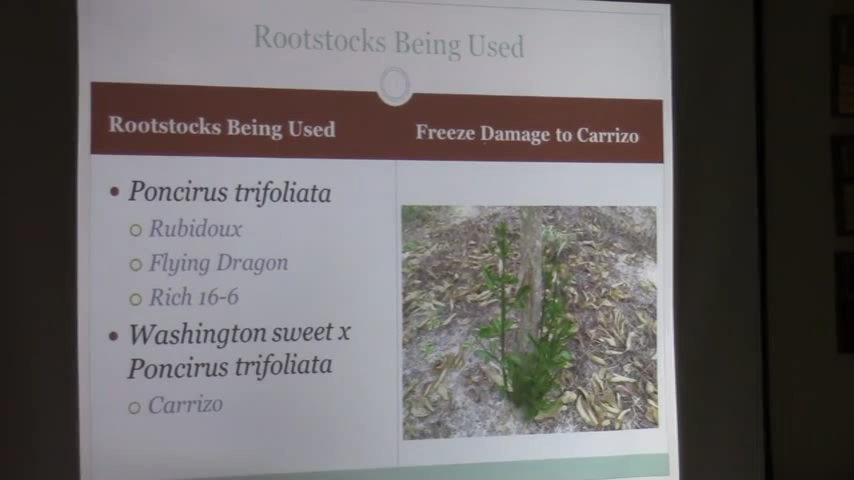 Rootstocks Being Used
Rootstocks Being Used
Freeze Damage to Carrizo
Poncirus trifoliata
Rubidoux
Flying Dragon
Rich 16-6
Washington sweet x
Poncirus trifoliata
Carrizo